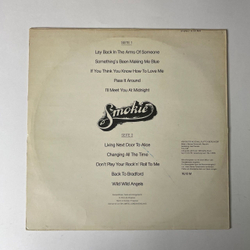 SIDE 1
Lay Back In The Arms Of Someone
Something's Been Making Me Blue
If You Think You Know How To Love Me
Pass It Around
I'll Meet You At Midnight
Smokie
SIDE 2
Living Next Door To Alice
Changing All The Time
Don't Play Your Rock'n' Roll To Me
Back To Bradford
Wild Wild Angels